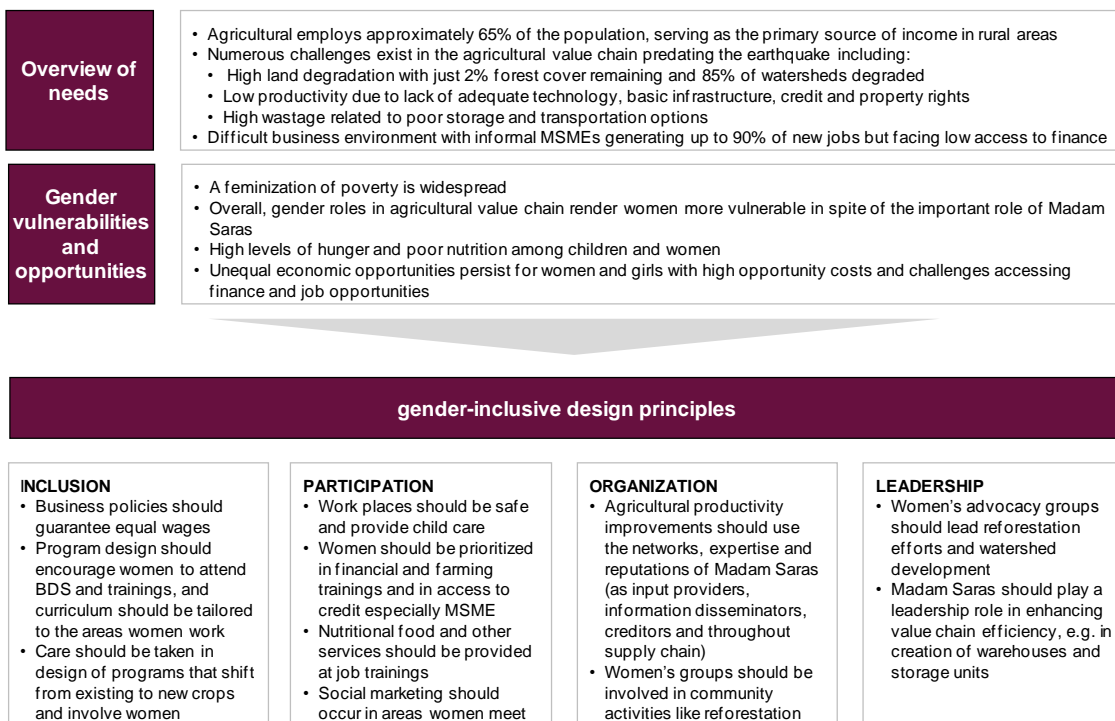 Overview of
needs
• Agricultural employs approximately 65% of the population, serving as the primary source of income in rural areas
• Numerous challenges exist in the agricultural value chain predating the earthquake including:
• High land degradation with just 2% forest cover remaining and 85% of watersheds degraded
• Low productivity due to lack of adequate technology, basic infrastructure, credit and property rights
• High wastage related to poor storage and transportation options
• Difficult business environment with informal MSMEs generating up to 90% of new jobs but facing low access to finance
Gender
vulnerabilities
and
opportunities
• A feminization of poverty is widespread
• Overall, gender roles in agricultural value chain render women more vulnerable in spite of the important role of Madam
Saras
• High levels of hunger and poor nutrition among children and women
• Unequal economic opportunities persist for women and girls with high opportunity costs and challenges accessing
finance and job opportunities
gender-inclusive design principles
INCLUSION
• Business policies should
guarantee equal wages
• Program design should
encourage women to attend
BDS and trainings, and
curriculum should be tailored
to the areas women work
• Care should be taken in
design of programs that shift
from existing to new crops
and involve women
PARTICIPATION
• Work places should be safe
and provide child care
• Women should be prioritized
in financial and farming
trainings and in access to
credit especially MSME
• Nutritional food and other
services should be provided
at job trainings
• Social marketing should
occur in areas women meet
ORGANIZATION
• Agricultural productivity
improvements should use
the networks, expertise and
reputations of Madam Saras
(as input providers,
information disseminators,
creditors and throughout
supply chain)
• Women's groups should be
involved in community
activities like reforestation
LEADERSHIP
• Women's advocacy groups
should lead reforestation
efforts and watershed
development
• Madam Saras should play a
leadership role in enhancing
value chain efficiency, e.g. in
creation of warehouses and
storage units